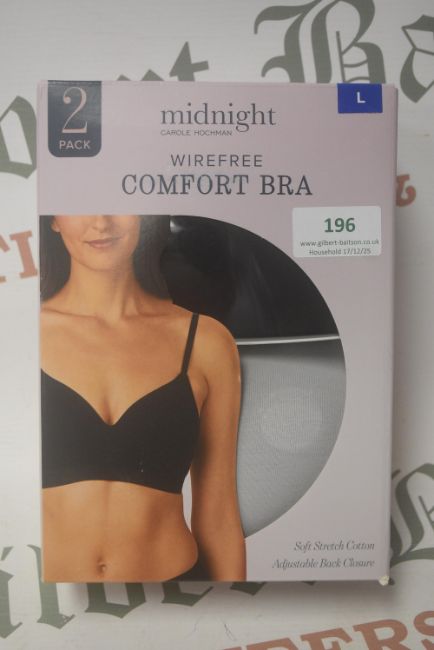 2
PACK
L
midnight
CAROLE HOCHMAN
WIREFREE
COMFORT BRA
196
www.gilbert-baitson.co.uk
Household 17/12/25
Soft Stretch Cotton
Adjustable Back Closure